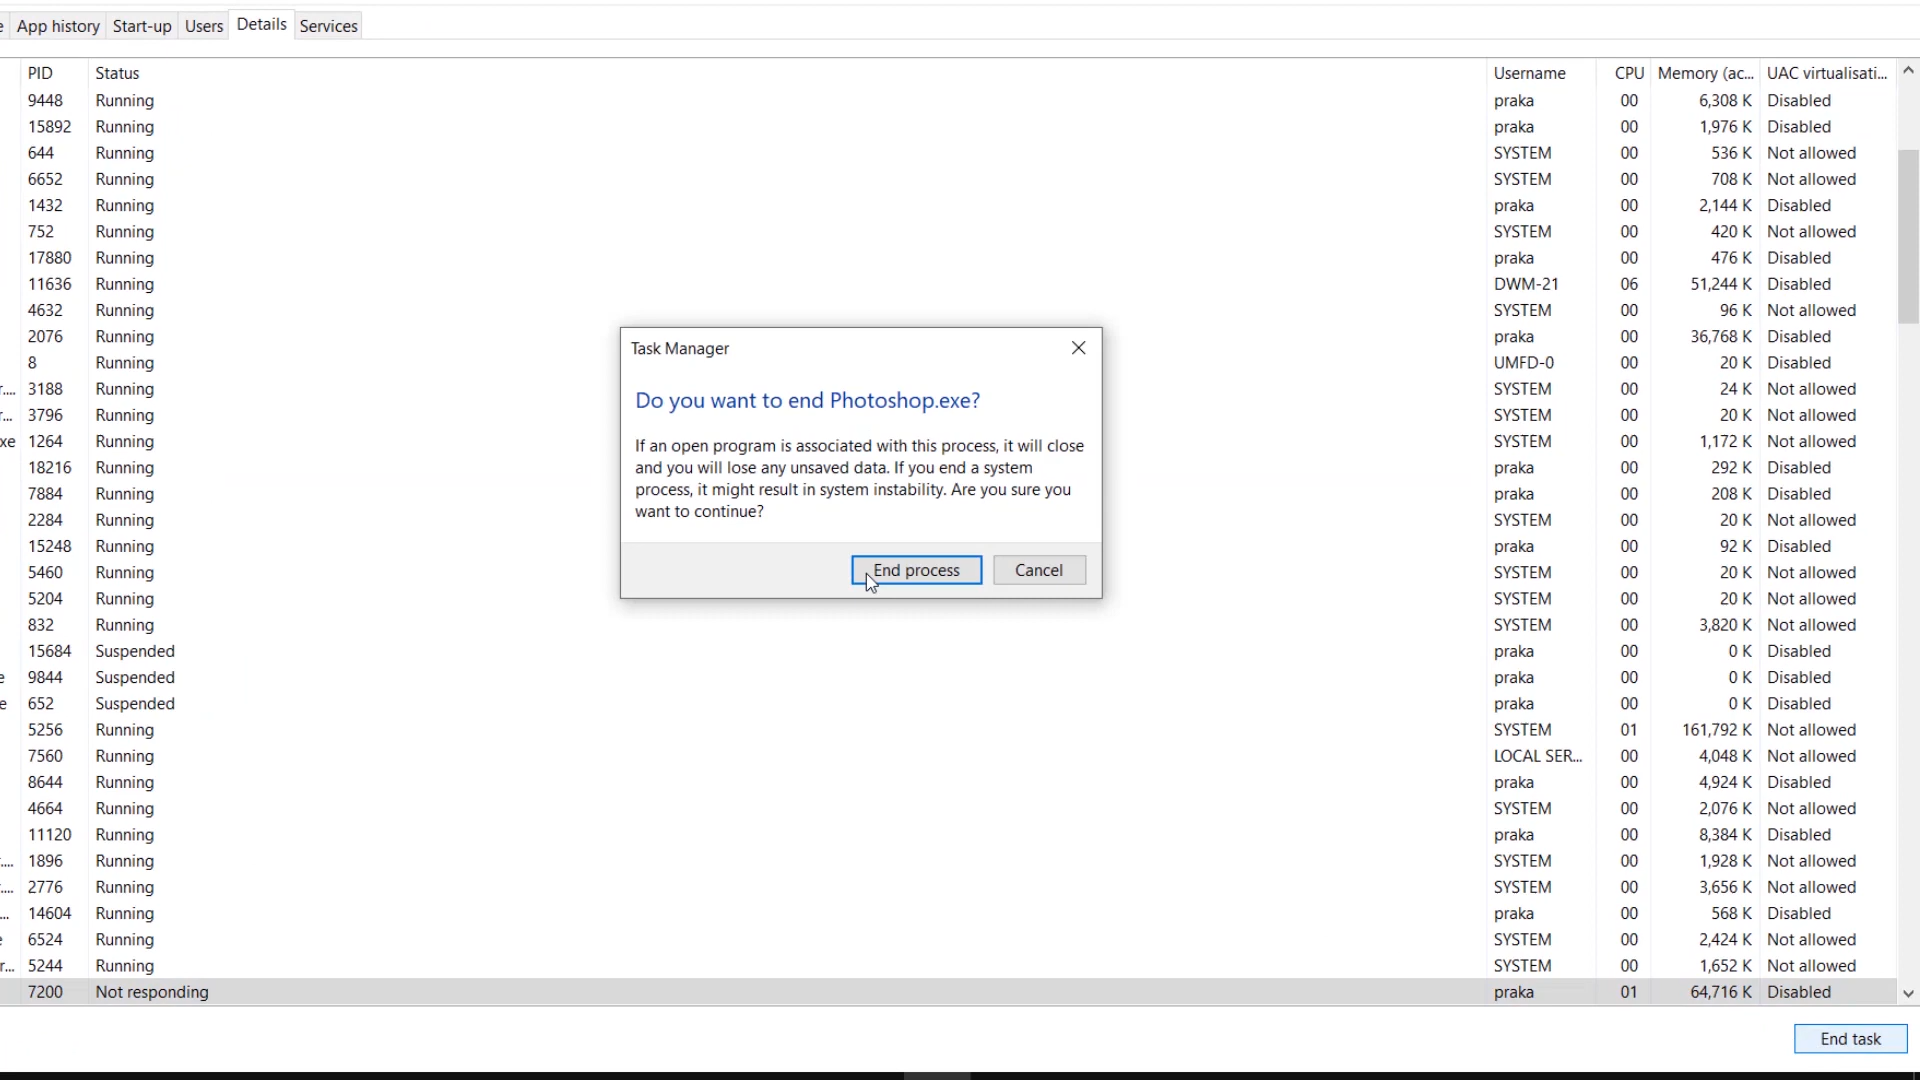 e App history Start-up Users Details Services
PID Status Username CPU Memory (ac... UAC virtualisati...
9448 Running praka 00 6,308 K Disabled
15892 Running praka 00 1,976 K Disabled
644 Running SYSTEM 00 536 K Not allowed
6652 Running SYSTEM 00 708 K Not allowed
1432 Running praka 00 2,144 K Disabled
752 Running SYSTEM 00 420 K Not allowed
17880 Running praka 00 476 K Disabled
11636 Running DWM-21 06 51,244 K Disabled
4632 Running SYSTEM 00 96 K Not allowed
2076 Running praka 00 36,768 K Disabled
8 Running UMFD-0 00 20 K Disabled
r.... 3188 Running SYSTEM 00 24 K Not allowed
r... 3796 Running SYSTEM 00 20 K Not allowed
xe 1264 Running SYSTEM 00 1,172 K Not allowed
18216 Running praka 00 292 K Disabled
7884 Running praka 00 208 K Disabled
2284 Running SYSTEM 00 20 K Not allowed
15248 Running praka 00 92 K Disabled
5460 Running SYSTEM 00 20 K Not allowed
5204 Running SYSTEM 00 20 K Not allowed
832 Running SYSTEM 00 3,820 K Not allowed
15684 Suspended praka 00 0 K Disabled
e 9844 Suspended praka 00 0 K Disabled
e 652 Suspended praka 00 0 K Disabled
5256 Running SYSTEM 01 161,792 K Not allowed
7560 Running LOCAL SER... 00 4,048 K Not allowed
8644 Running praka 00 4,924 K Disabled
4664 Running SYSTEM 00 2,076 K Not allowed
11120 Running praka 00 8,384 K Disabled
.... 1896 Running SYSTEM 00 1,928 K Not allowed
.... 2776 Running SYSTEM 00 3,656 K Not allowed
... 14604 Running praka 00 568 K Disabled
e 6524 Running SYSTEM 00 2,424 K Not allowed
r... 5244 Running SYSTEM 00 1,652 K Not allowed
7200 Not responding praka 01 64,716 K Disabled
Task Manager
Do you want to end Photoshop.exe?
If an open program is associated with this process, it will close
and you will lose any unsaved data. If you end a system
process, it might result in system instability. Are you sure you
want to continue?
End process Cancel
End task